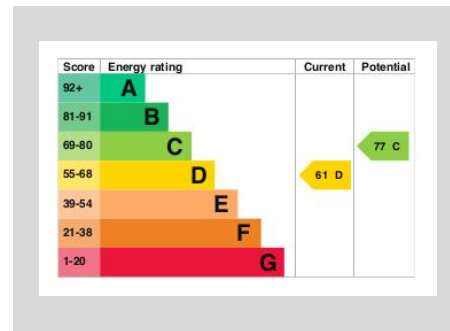 Score Energy rating Current Potential
92+ A
81-91 B
69-80 C 77 C
55-68 D 61 D
39-54 E
21-38 F
1-20 G